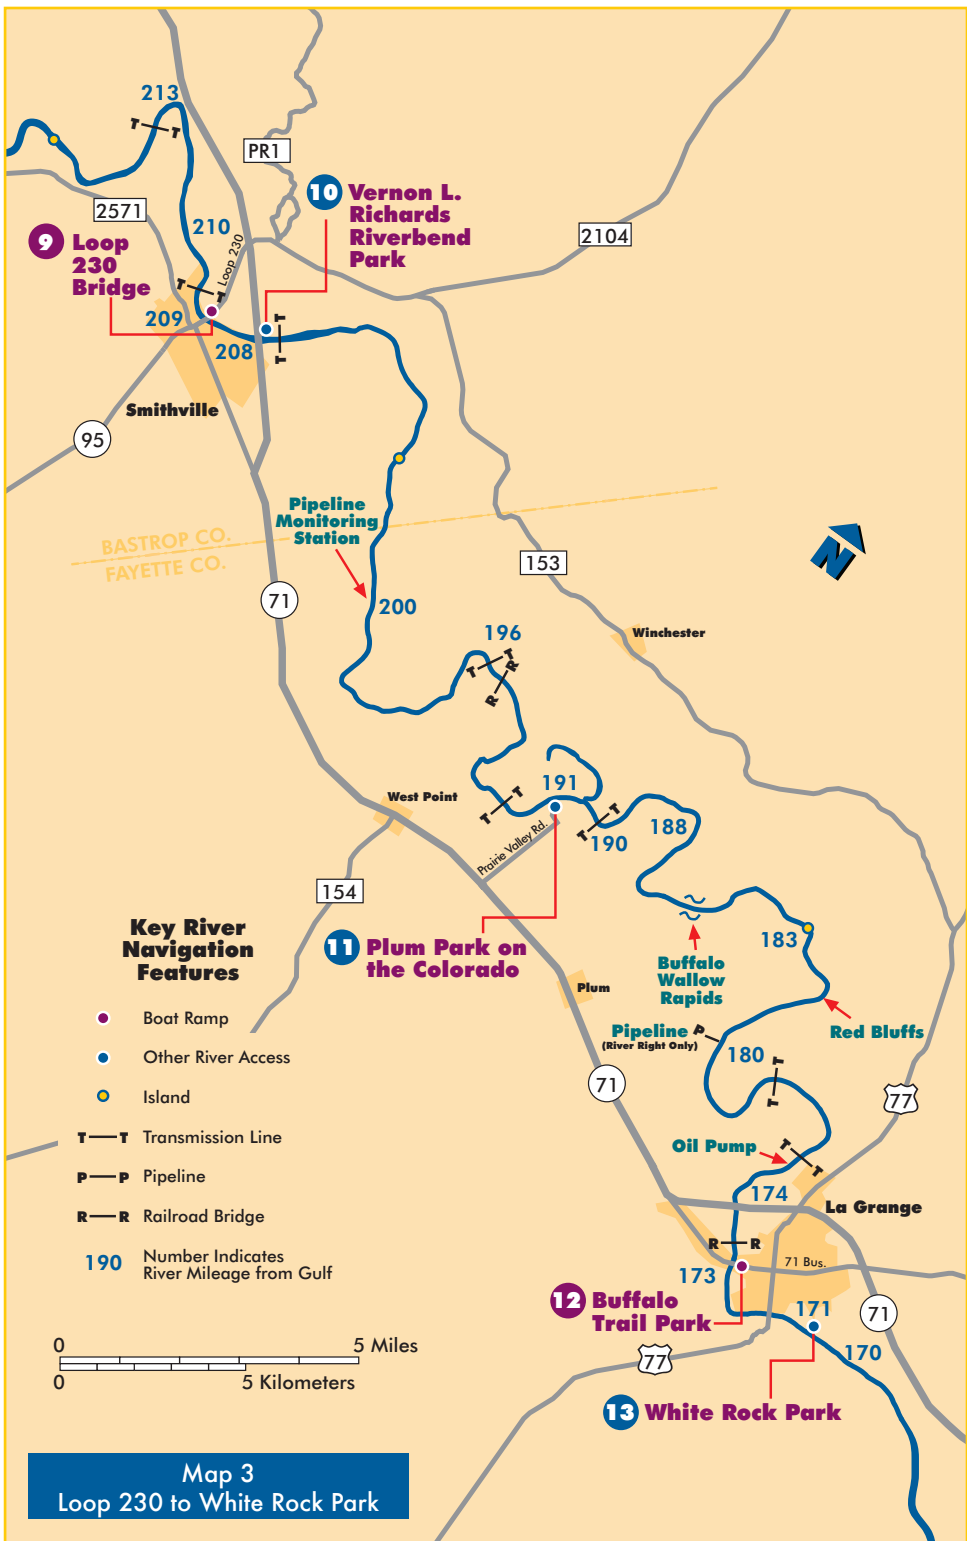 213
T T
PR1
10 Vernon L.
Richards
Riverbend
Park
2571
210
2104
9 Loop
230
Bridge
Loop 230
T T
209
T
208
T
Smithville
95
Pipeline
Monitoring
Station
BASTROP CO.
FAYETTE CO.
153
N
71
200
196
Winchester
T T
R R
191
West Point
T T
T T
188
190
Prairie Valley Rd.
154
Key River
Navigation
Features
11 Plum Park on
the Colorado
183
Buffalo
Wallow
Rapids
Plum
Boat Ramp
Pipeline P
(River Right Only)
Red Bluffs
Other River Access
180
T
T
71
77
Island
T T Transmission Line
Oil Pump
T T
P P Pipeline
174
La Grange
R R Railroad Bridge
R R
190 Number Indicates
River Mileage from Gulf
173
71 Bus.
12 Buffalo
Trail Park
171
71
0 5 Miles
0 5 Kilometers
77
170
13 White Rock Park
Map 3
Loop 230 to White Rock Park